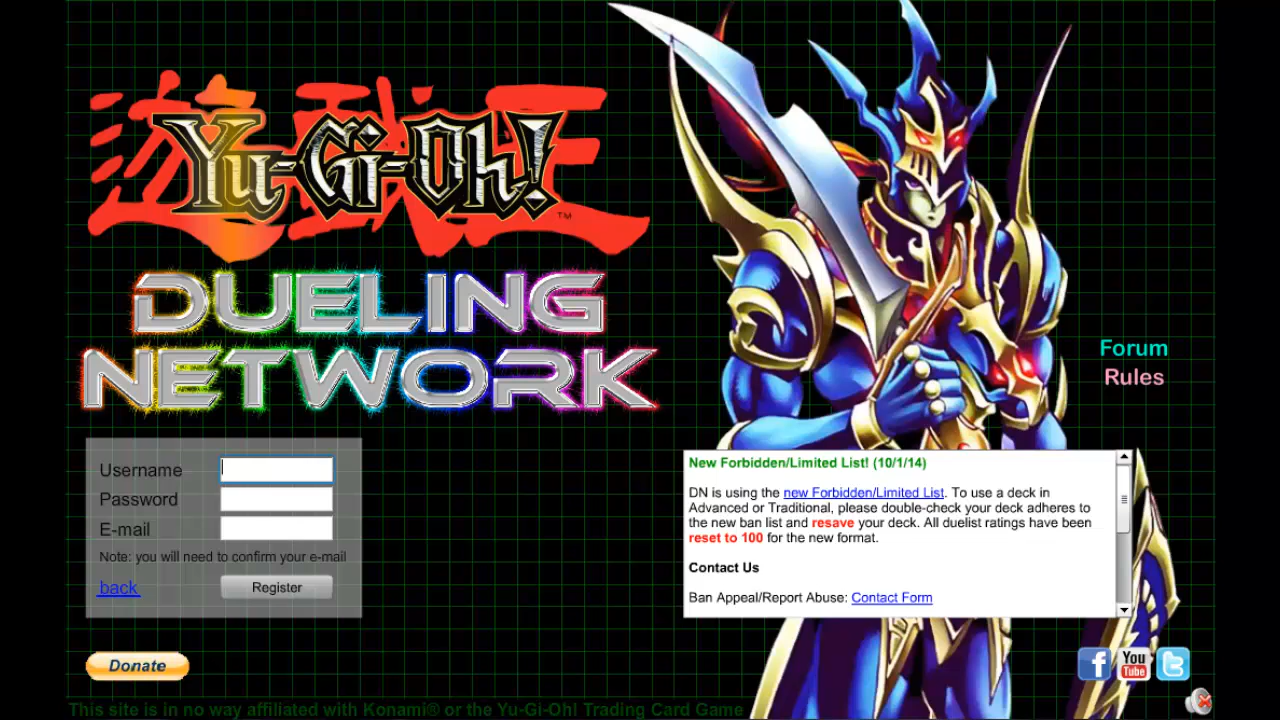 遊戯王
Yu-Gi-Oh!
TM
DUELING
NETWORK
Forum
Rules
Username
Password
E-mail
Note: you will need to confirm your e-mail
back
Register
New Forbidden/Limited List! (10/1/14)
DN is using the new Forbidden/Limited List. To use a deck in
Advanced or Traditional, please double-check your deck adheres to
the new ban list and resave your deck. All duelist ratings have been
reset to 100 for the new format.
Contact Us
Ban Appeal/Report Abuse: Contact Form
Donate
f
You
Tube
t
This site is in no way affiliated with Konami® or the Yu-Gi-Oh! Trading Card Game